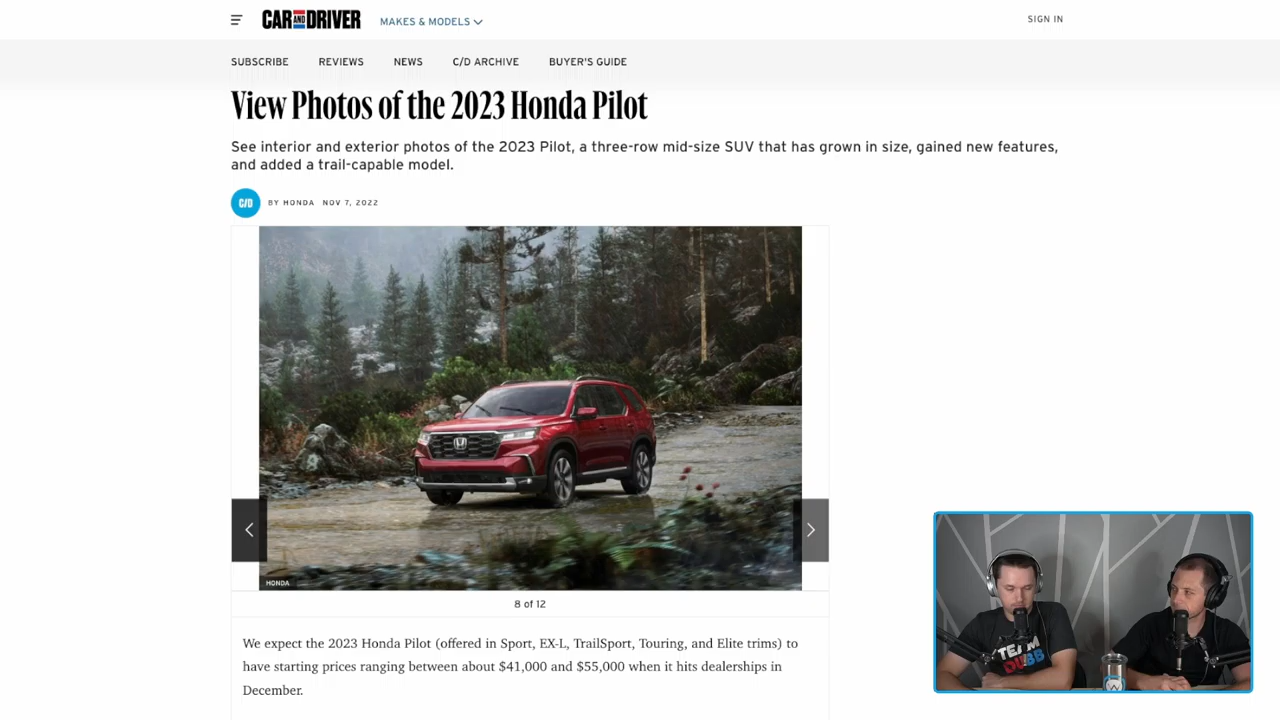 CAR AND DRIVER
MAKES & MODELS
SIGN IN
SUBSCRIBE
REVIEWS
NEWS
C/D ARCHIVE
BUYER'S GUIDE
View Photos of the 2023 Honda Pilot
See interior and exterior photos of the 2023 Pilot, a three-row mid-size SUV that has grown in size, gained new features,
and added a trail-capable model.
C/D
BY HONDA NOV 7, 2022
HONDA
8 of 12
We expect the 2023 Honda Pilot (offered in Sport, EX-L, TrailSport, Touring, and Elite trims) to
have starting prices ranging between about $41,000 and $55,000 when it hits dealerships in
December.
TEAM
DUBB